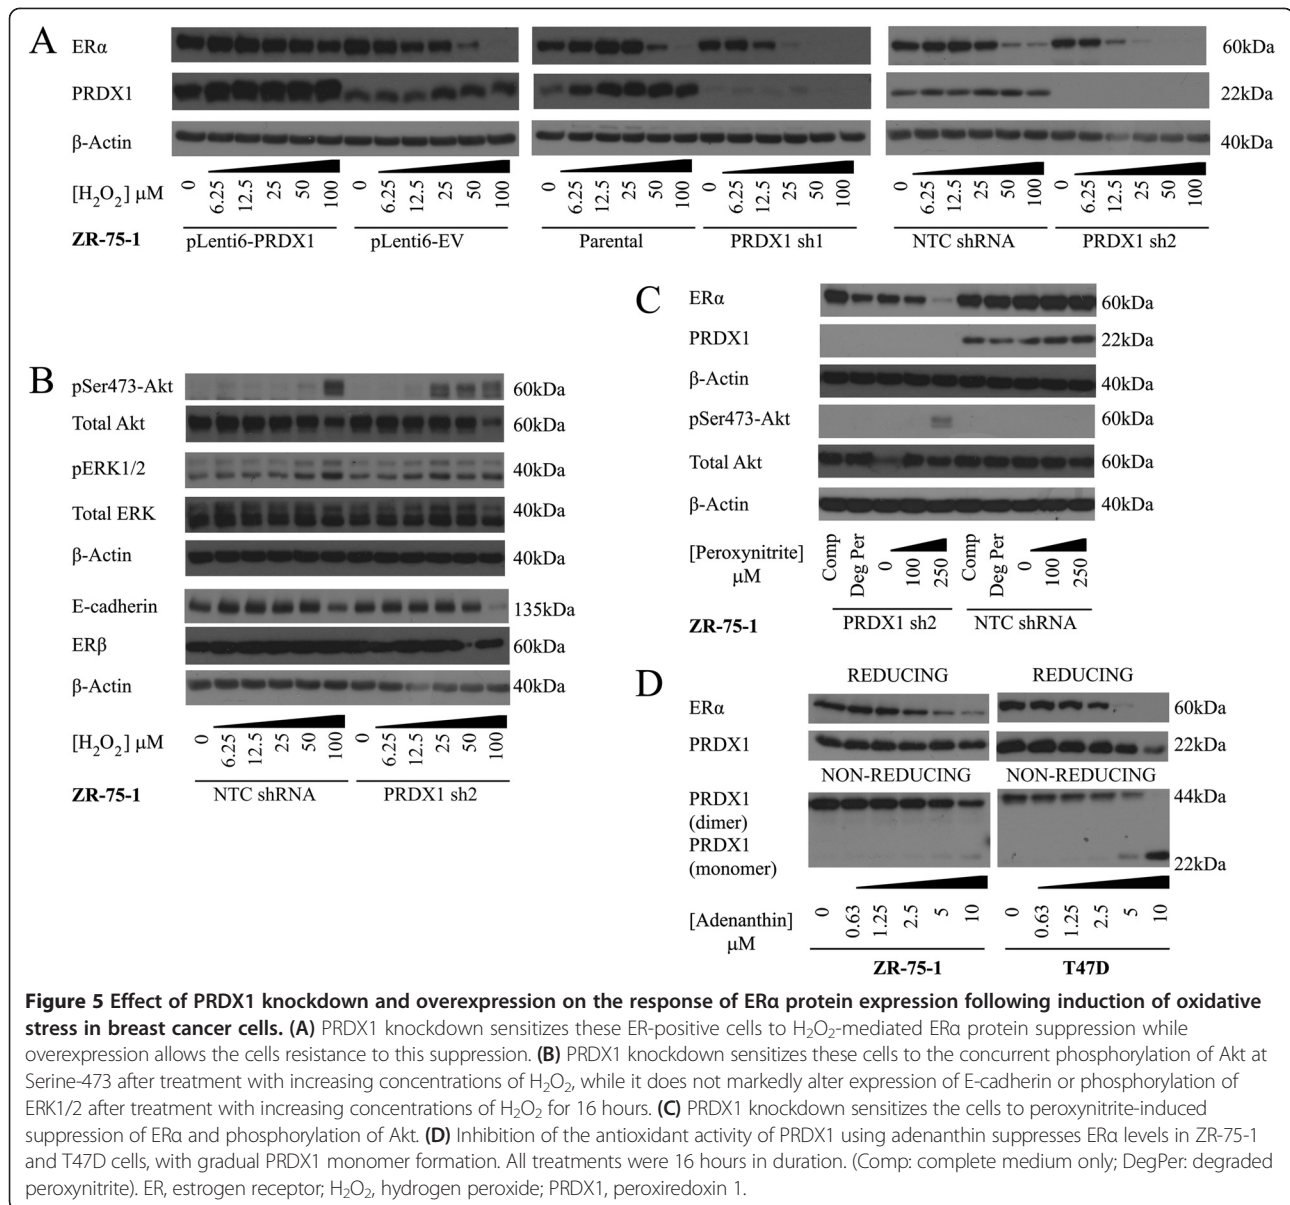 A
ERα
60kDa
PRDX1
22kDa
β-Actin
40kDa
[H₂O₂] μM
0 6.25 12.5 25 50 100 0 6.25 12.5 25 50 100 0 6.25 12.5 25 50 100 0 6.25 12.5 25 50 100 0 6.25 12.5 25 50 100 0 6.25 12.5 25 50 100
ZR-75-1 pLenti6-PRDX1 pLenti6-EV Parental PRDX1 sh1 NTC shRNA PRDX1 sh2
B
pSer473-Akt 60kDa
Total Akt 60kDa
pERK1/2 40kDa
Total ERK 40kDa
β-Actin 40kDa
E-cadherin 135kDa
ERβ 60kDa
β-Actin 40kDa
[H₂O₂] μM 0 6.25 12.5 25 50 100 0 6.25 12.5 25 50 100
ZR-75-1 NTC shRNA PRDX1 sh2
C
ERα 60kDa
PRDX1 22kDa
β-Actin 40kDa
pSer473-Akt 60kDa
Total Akt 60kDa
β-Actin 40kDa
[Peroxynitrite]
μM
Comp Deg Per 0 100 250 Comp Deg Per 0 100 250
ZR-75-1 PRDX1 sh2 NTC shRNA
D
REDUCING REDUCING
ERα 60kDa
PRDX1 22kDa
NON-REDUCING NON-REDUCING
PRDX1 44kDa
(dimer)
PRDX1
(monomer) 22kDa
[Adenanthin]
μM
0 0.63 1.25 2.5 5 10 0 0.63 1.25 2.5 5 10
ZR-75-1 T47D
Figure 5 Effect of PRDX1 knockdown and overexpression on the response of ERα protein expression following induction of oxidative
stress in breast cancer cells. (A) PRDX1 knockdown sensitizes these ER-positive cells to H₂O₂-mediated ERα protein suppression while
overexpression allows the cells resistance to this suppression. (B) PRDX1 knockdown sensitizes these cells to the concurrent phosphorylation of Akt at
Serine-473 after treatment with increasing concentrations of H₂O₂, while it does not markedly alter expression of E-cadherin or phosphorylation of
ERK1/2 after treatment with increasing concentrations of H₂O₂ for 16 hours. (C) PRDX1 knockdown sensitizes the cells to peroxynitrite-induced
suppression of ERα and phosphorylation of Akt. (D) Inhibition of the antioxidant activity of PRDX1 using adenanthin suppresses ERα levels in ZR-75-1
and T47D cells, with gradual PRDX1 monomer formation. All treatments were 16 hours in duration. (Comp: complete medium only; DegPer: degraded
peroxynitrite). ER, estrogen receptor; H₂O₂, hydrogen peroxide; PRDX1, peroxiredoxin 1.